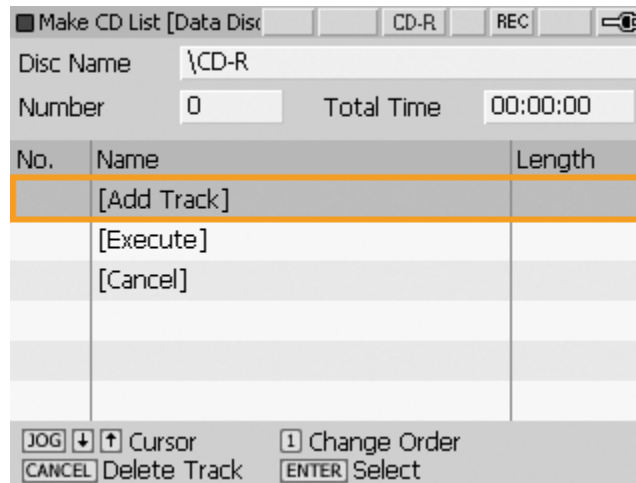 Make CD List [Data Disc CD-R REC
Disc Name \CD-R
Number 0 Total Time 00:00:00
No. Name Length
[Add Track]
[Execute]
[Cancel]
JOG ↓ ↑ Cursor 1 Change Order
CANCEL Delete Track ENTER Select